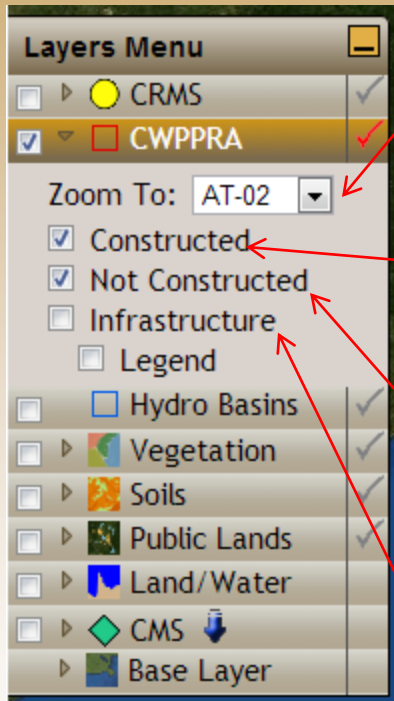 Layers Menu
CRMS
CWPPRA
Zoom To: AT-02
Constructed
Not Constructed
Infrastructure
Legend
Hydro Basins
Vegetation
Soils
Public Lands
Land/Water
CMS
Base Layer